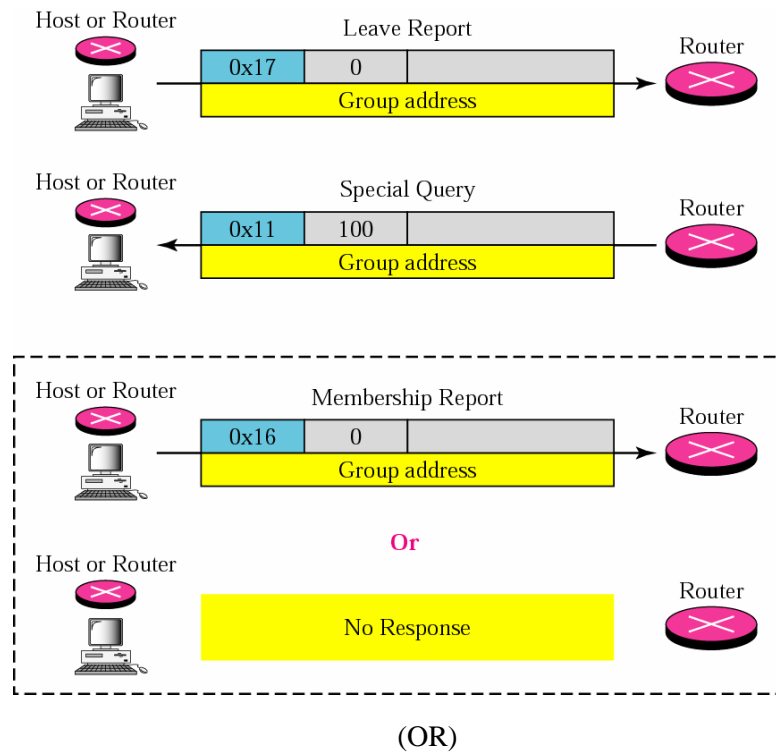 Host or Router
Leave Report
Router
0x17 0
Group address
Host or Router
Special Query
Router
0x11 100
Group address
Host or Router
Membership Report
Router
0x16 0
Group address
Or
Host or Router
Router
No Response
(OR)